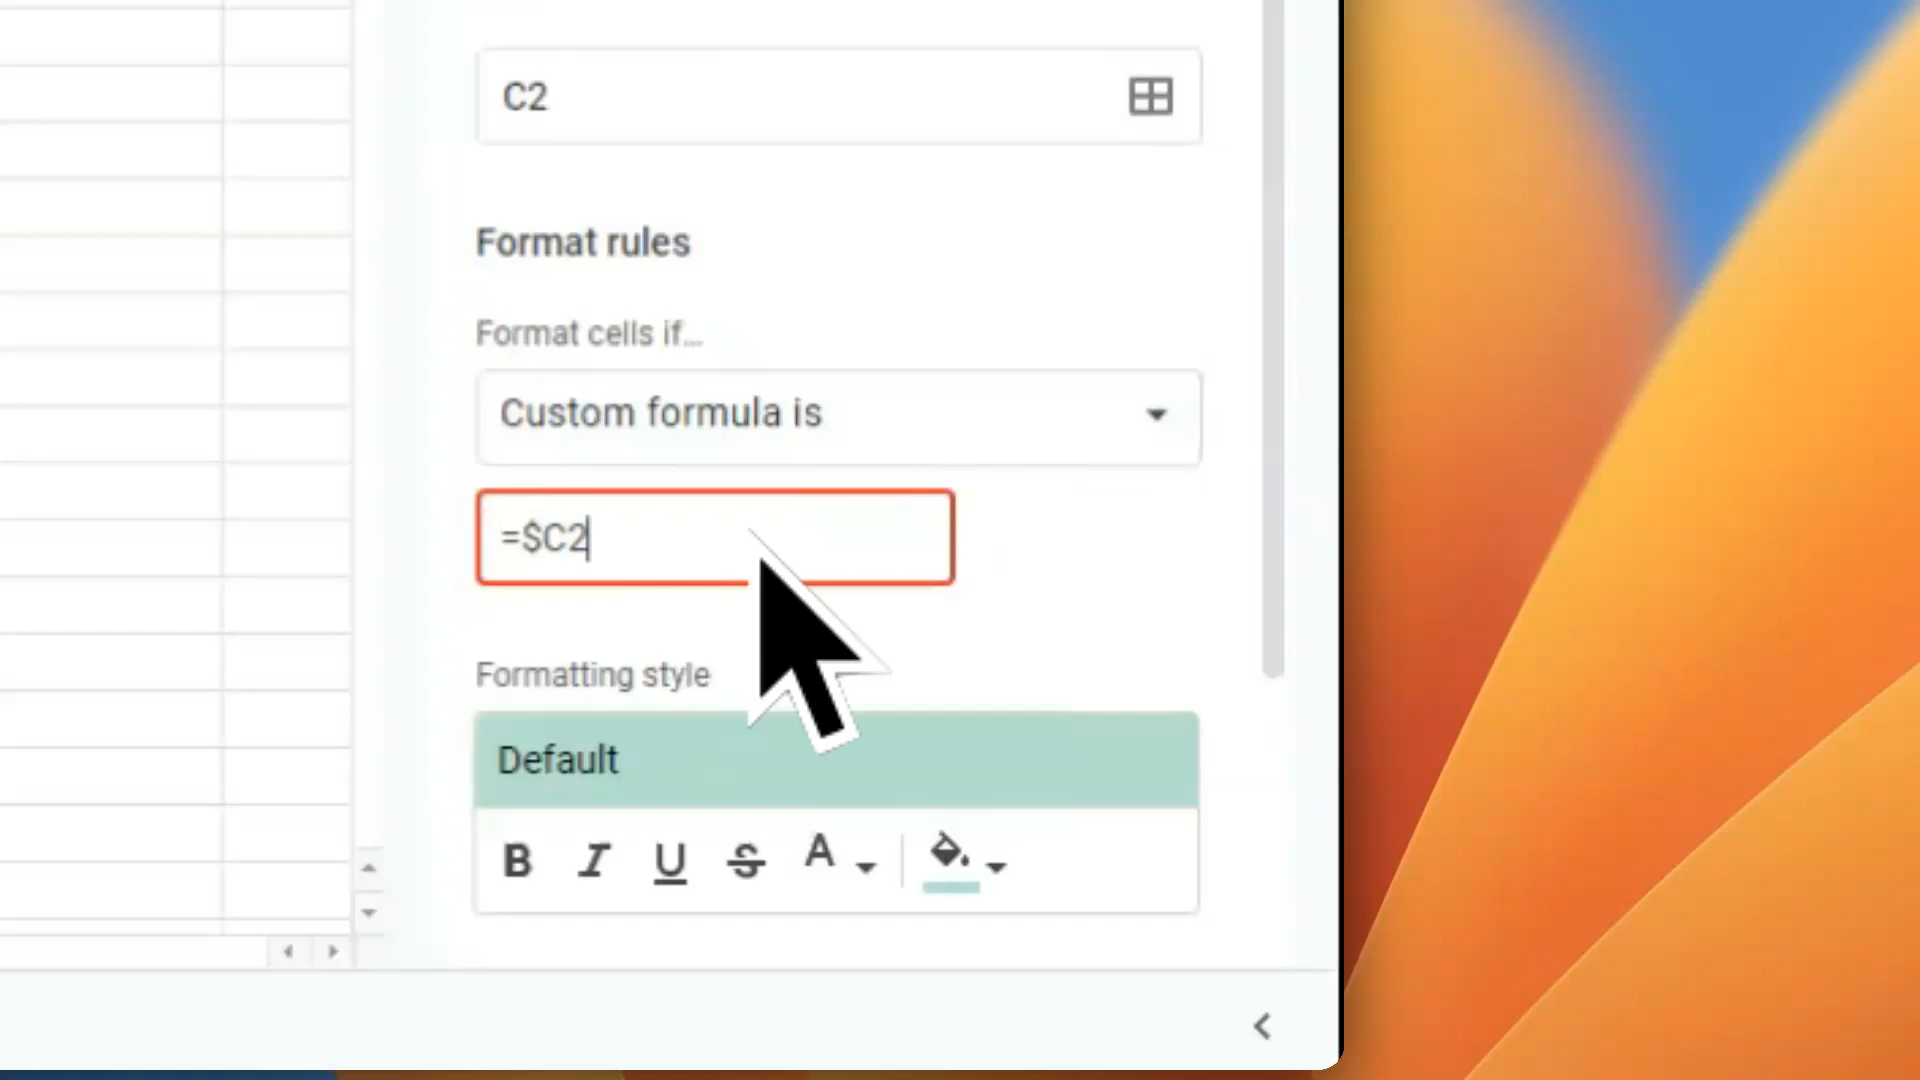 C2
Format rules
Format cells if...
Custom formula is
=$C2
Formatting style
Default
B I U S A